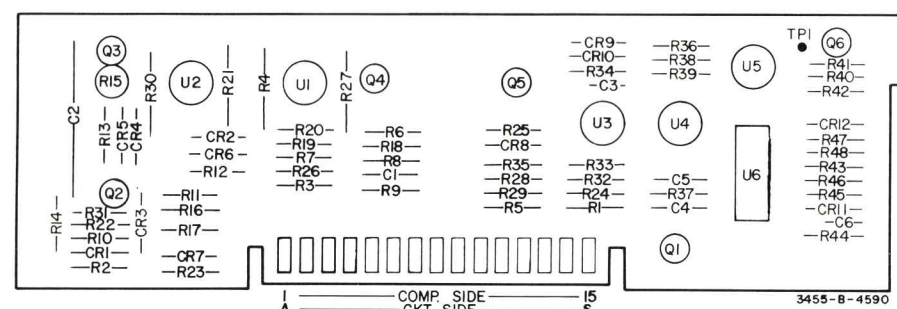 Q3
R15
C2
R30
R13
CR5
CR4
Q2
R14
R31
R22
R10
CR1
R2
CR3
U2
R21
CR2
CR6
R12
R11
R16
R17
CR7
R23
R4
U1
R27
Q4
R20
R19
R7
R26
R3
R6
R18
R8
C1
R9
Q5
R25
CR8
R35
R28
R29
R5
CR9
CR10
R34
C3
U3
R33
R32
R24
R1
R36
R38
R39
U4
C5
R37
C4
Q1
U5
U6
TP1
Q6
R41
R40
R42
CR12
R47
R48
R43
R46
R45
CR11
C6
R44
1 COMP. SIDE 15
A CKT SIDE S
3455-B-4590